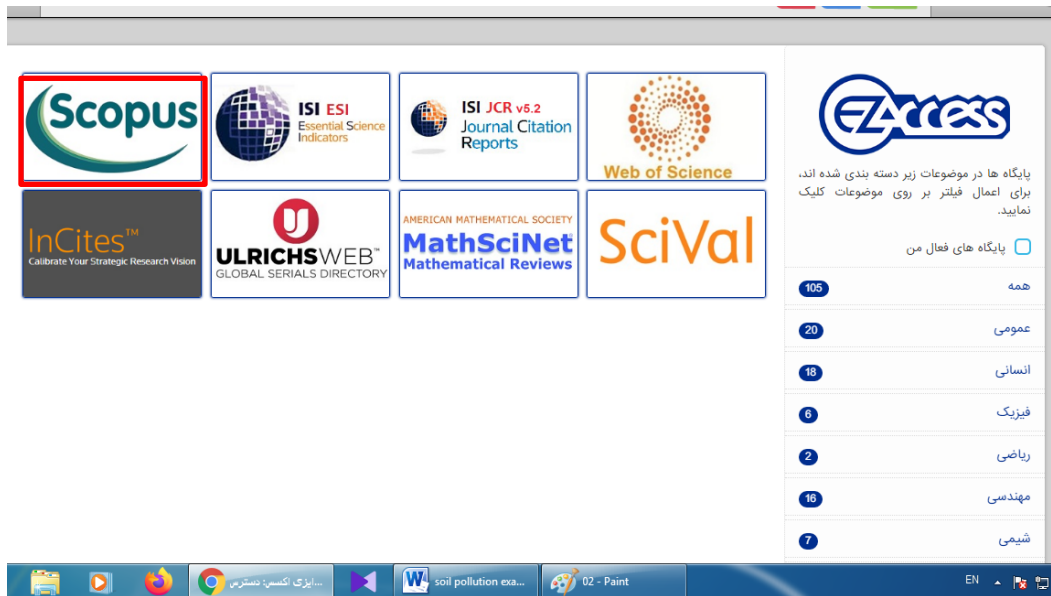 Scopus
ISI ESI
Essential Science
Indicators
ISI JCR v5.2
Journal Citation
Reports
Web of Science
InCites™
Calibrate Your Strategic Research Vision
U
ULRICHSWEB™
GLOBAL SERIALS DIRECTORY
AMERICAN MATHEMATICAL SOCIETY
MathSciNet
Mathematical Reviews
SciVal
EZAccess
پایگاه ها در موضوعات زیر دسته بندی شده اند،
برای اعمال فیلتر بر روی موضوعات کلیک
نمایید.
پایگاه های فعال من
همه 105
عمومی 20
انسانی 18
فیزیک 6
ریاضی 2
مهندسی 16
شیمی 7
ایزی اکسس: دسترس...
W soil pollution exa...
02 - Paint
EN